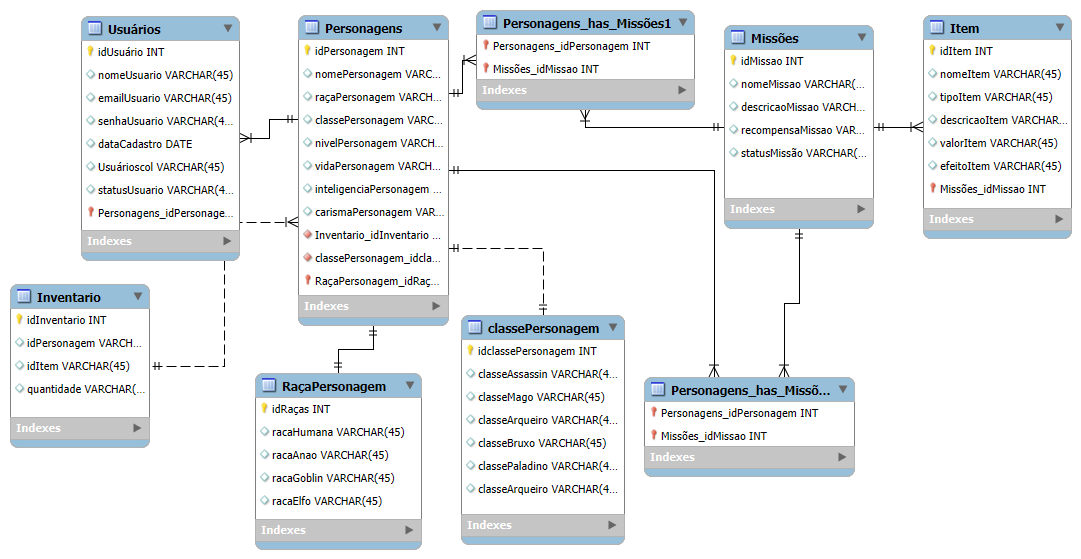 Usuários
idUsuário INT
nomeUsuario VARCHAR(45)
emailUsuario VARCHAR(45)
senhaUsuario VARCHAR(4...
dataCadastro DATE
Usuárioscol VARCHAR(45)
statusUsuario VARCHAR(4...
Personagens_idPersonage...
Indexes
Personagens
idPersonagem INT
nomePersonagem VARC...
raçaPersonagem VARCH...
classePersonagem VARC...
nivelPersonagem VARCH...
vidaPersonagem VARCH...
inteligenciaPersonagem ...
carismaPersonagem VAR...
Inventario_idInventario ...
classePersonagem_idcla...
RaçaPersonagem_idRaç...
Indexes
Personagens_has_Missões1
Personagens_idPersonagem INT
Missões_idMissao INT
Indexes
Missões
idMissao INT
nomeMissao VARCHAR(45)
descricaoMissao VARCH...
recompensaMissao VAR...
statusMissão VARCHAR(45)
Indexes
Item
idItem INT
nomeItem VARCHAR(45)
tipoItem VARCHAR(45)
descricaoItem VARCHAR...
valorItem VARCHAR(45)
efeitoItem VARCHAR(45)
Missões_idMissao INT
Indexes
Inventario
idInventario INT
idPersonagem VARCH...
idItem VARCHAR(45)
quantidade VARCHAR(...
Indexes
RaçaPersonagem
idRaças INT
racaHumana VARCHAR(45)
racaAnao VARCHAR(45)
racaGoblin VARCHAR(45)
racaElfo VARCHAR(45)
Indexes
classePersonagem
idclassePersonagem INT
classeAssassin VARCHAR(4...
classeMago VARCHAR(45)
classeArqueiro VARCHAR(4...
classeBruxo VARCHAR(45)
classePaladino VARCHAR(4...
classeArqueiro VARCHAR(4...
Indexes
Personagens_has_Missõ...
Personagens_idPersonagem INT
Missões_idMissao INT
Indexes